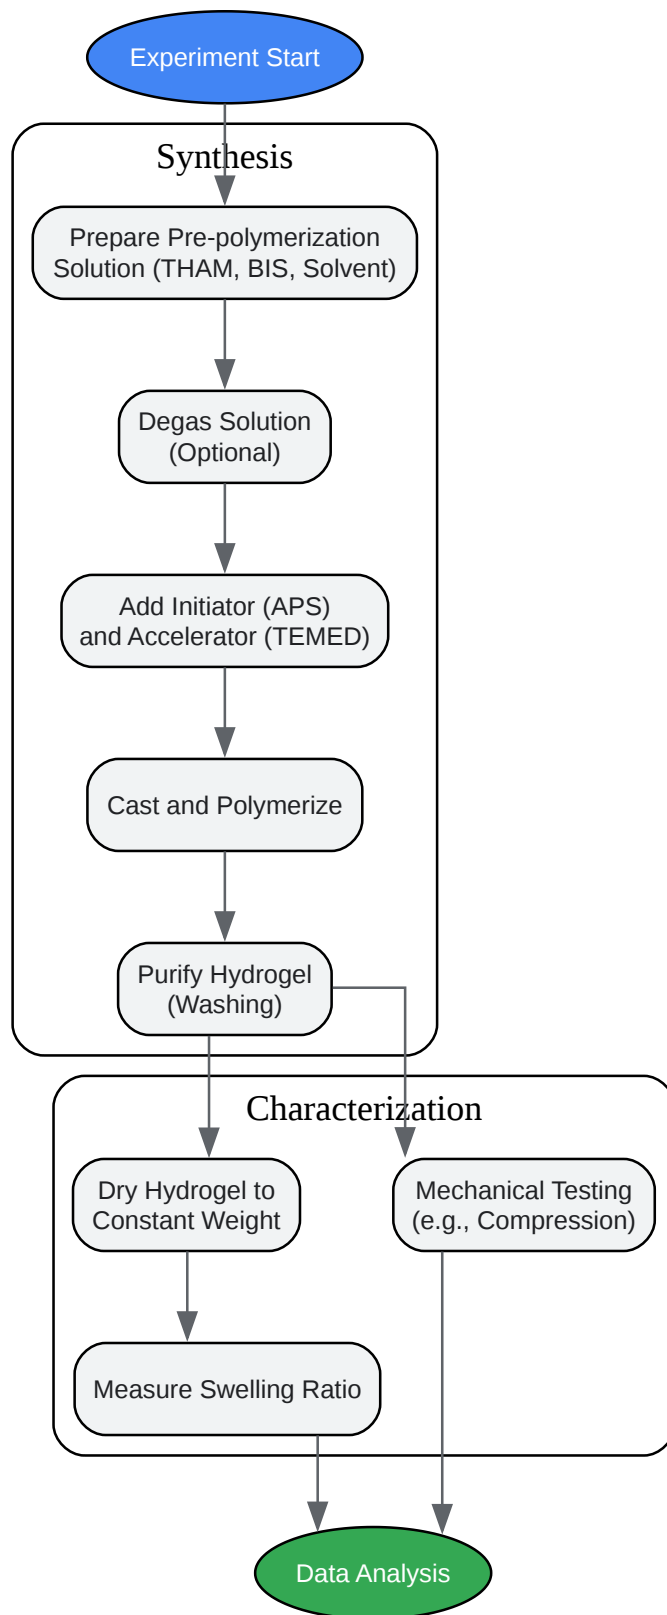 Experiment Start
Synthesis
Prepare Pre-polymerization
Solution (THAM, BIS, Solvent)
Degas Solution
(Optional)
Add Initiator (APS)
and Accelerator (TEMED)
Cast and Polymerize
Purify Hydrogel
(Washing)
Characterization
Dry Hydrogel to
Constant Weight
Mechanical Testing
(e.g., Compression)
Measure Swelling Ratio
Data Analysis